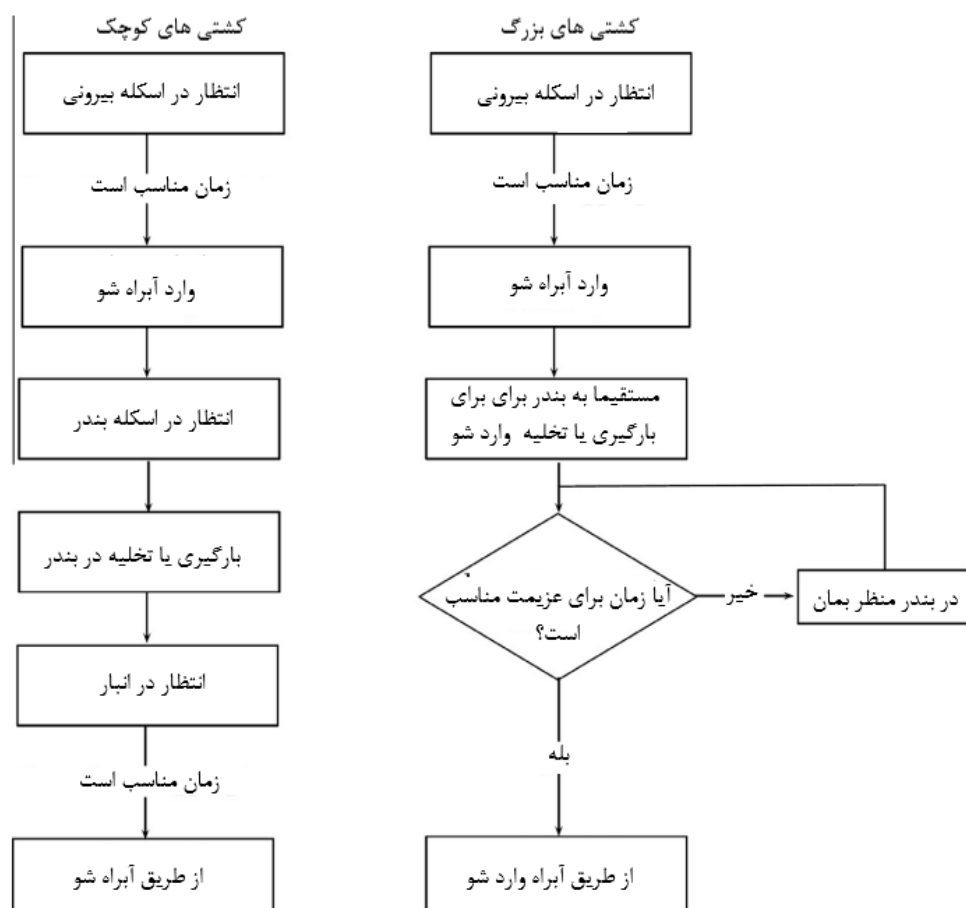 کشتی های بزرگ
انتظار در اسکله بیرونی
زمان مناسب است
وارد آبراه شو
مستقیما به بندر برای برای
بارگیری یا تخلیه وارد شو
آیا زمان برای عزیمت مناسب
است؟
خیر
در بندر منظر بمان
بله
از طریق آبراه وارد شو
کشتی های کوچک
انتظار در اسکله بیرونی
زمان مناسب است
وارد آبراه شو
انتظار در اسکله بندر
بارگیری یا تخلیه در بندر
انتظار در انبار
زمان مناسب است
از طریق آبراه شو